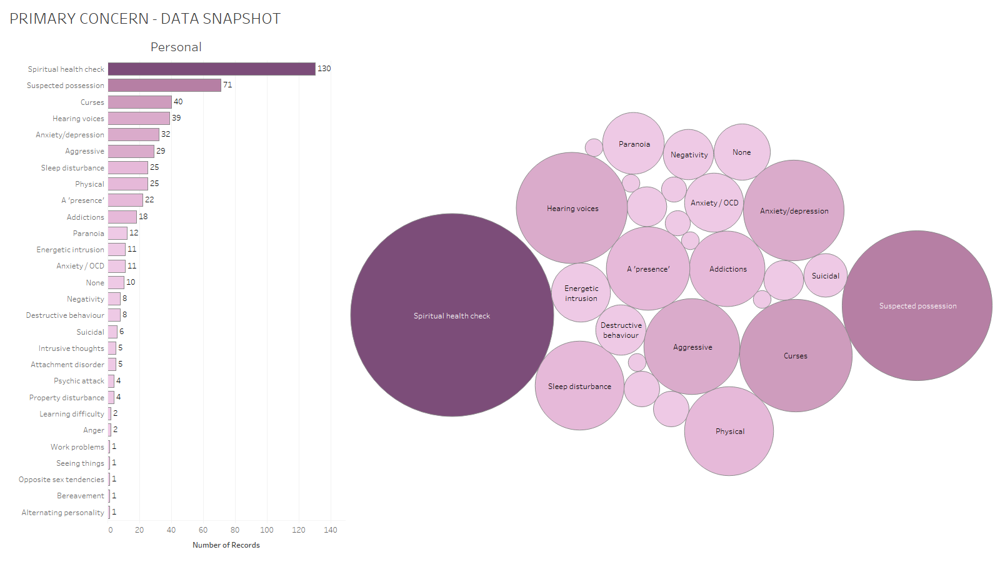 PRIMARY CONCERN - DATA SNAPSHOT
Personal
Spiritual health check 130
Suspected possession 71
Curses 40
Hearing voices 39
Anxiety/depression 32
Aggressive 29
Sleep disturbance 25
Physical 25
A 'presence' 22
Addictions 18
Paranoia 12
Energetic intrusion 11
Anxiety / OCD 11
None 10
Negativity 8
Destructive behaviour 8
Suicidal 6
Intrusive thoughts 5
Attachment disorder 5
Psychic attack 4
Property disturbance 4
Learning difficulty 2
Anger 2
Work problems 1
Seeing things 1
Opposite sex tendencies 1
Bereavement 1
Alternating personality 1
0 20 40 60 80 100 120 140
Number of Records
Paranoia
Negativity
None
Hearing voices
Anxiety / OCD
Anxiety/depression
A 'presence'
Addictions
Suicidal
Energetic
intrusion
Spiritual health check
Suspected possession
Destructive
behaviour
Aggressive
Curses
Sleep disturbance
Physical